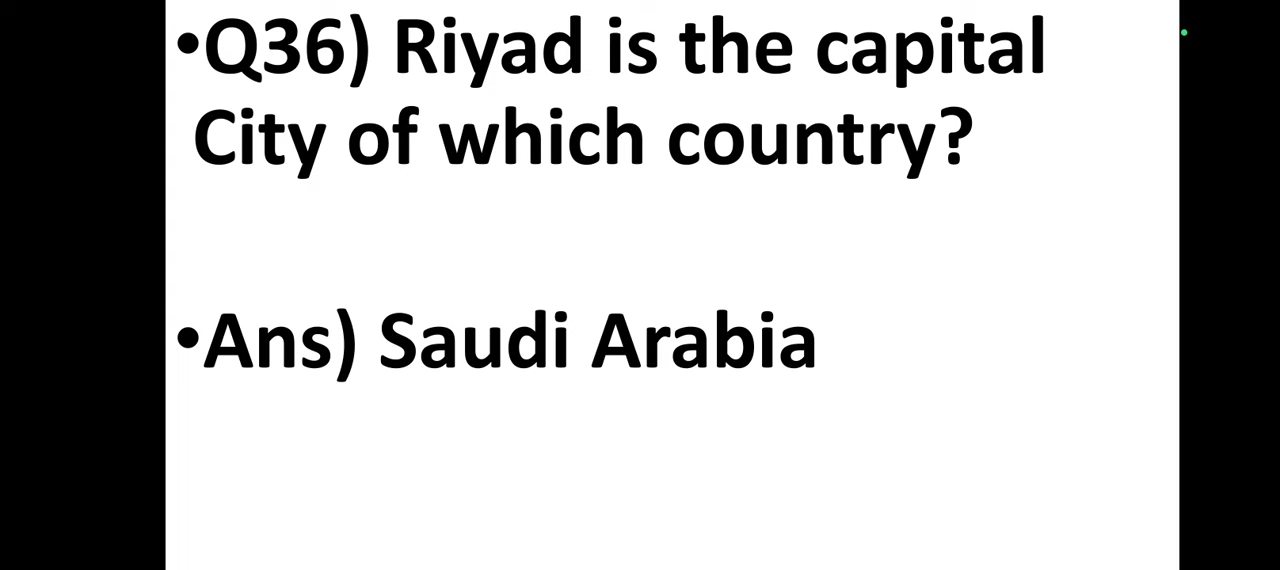 •Q36) Riyad is the capital
City of which country?
•Ans) Saudi Arabia